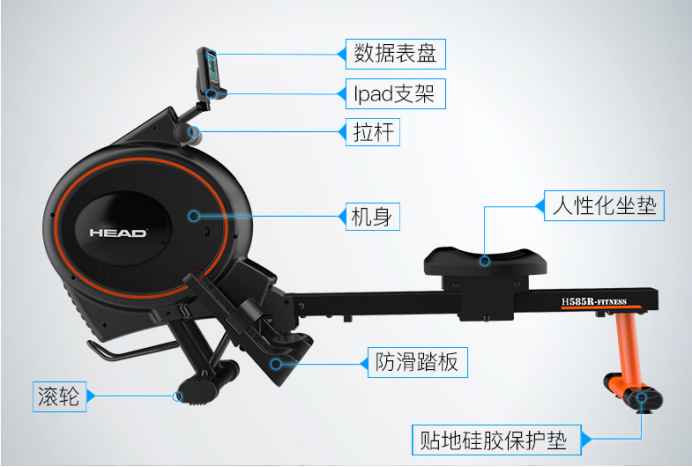 数据表盘
Ipad支架
拉杆
机身
人性化坐垫
HEAD
H585R-FITNESS
防滑踏板
滚轮
贴地硅胶保护垫